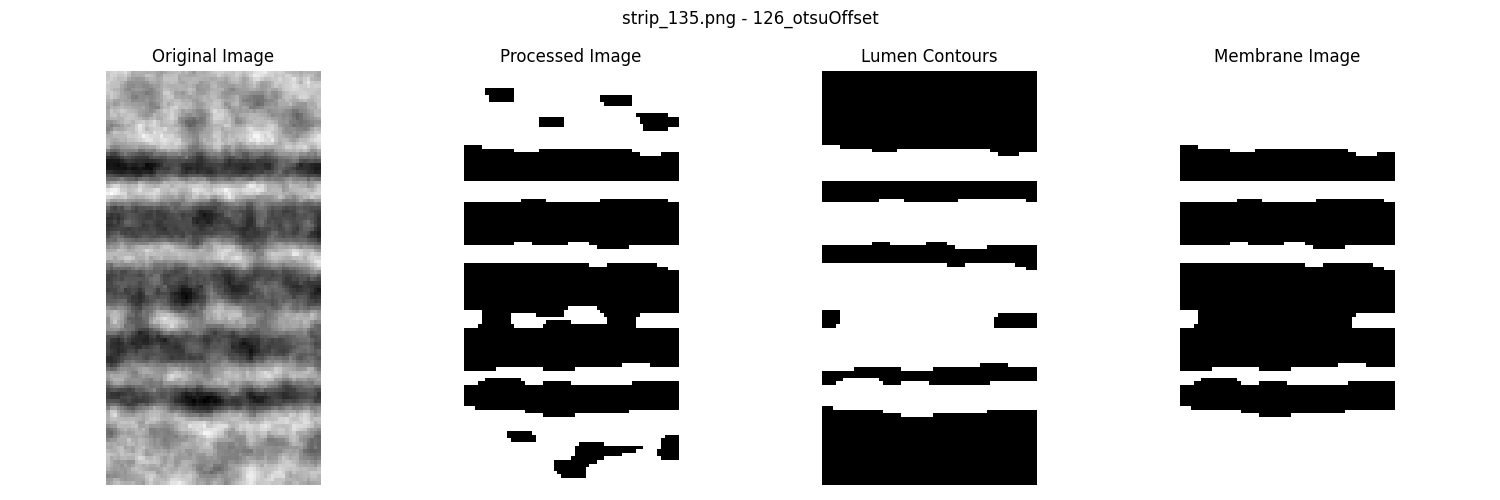 strip_135.png - 126_otsuOffset
Original Image
Processed Image
Lumen Contours
Membrane Image